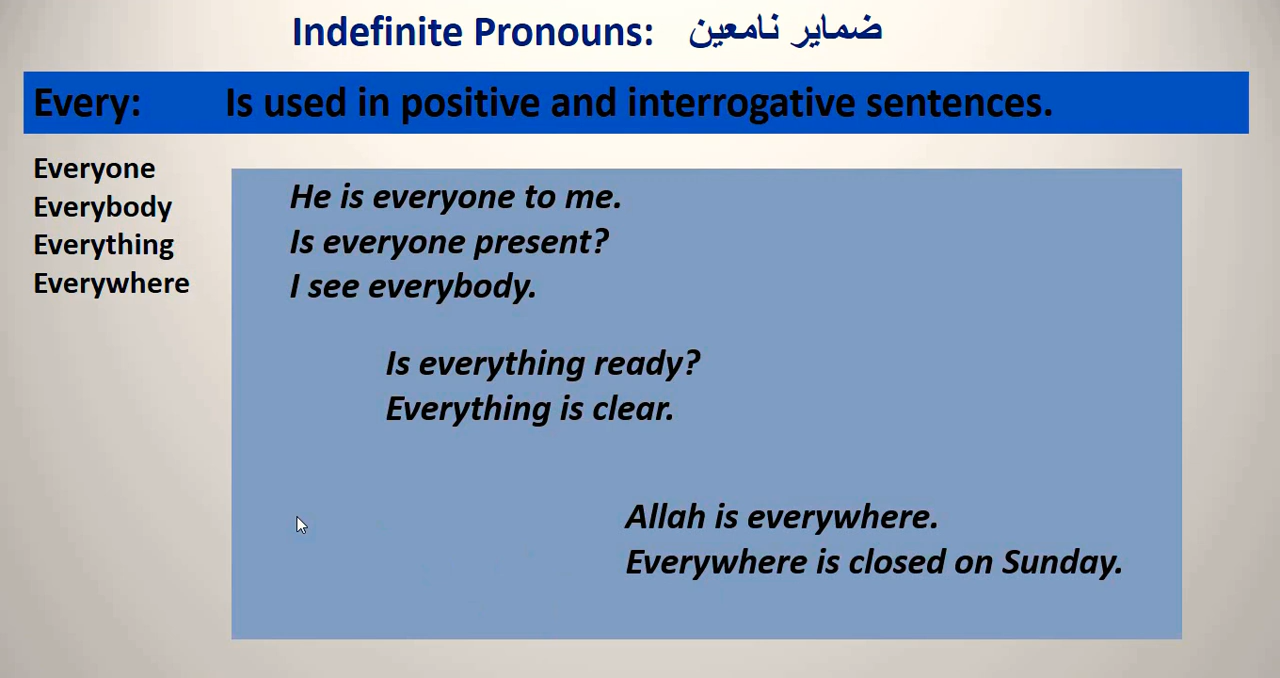 Indefinite Pronouns: ضمایر نامعین
Every: Is used in positive and interrogative sentences.
Everyone
Everybody
Everything
Everywhere
He is everyone to me.
Is everyone present?
I see everybody.
Is everything ready?
Everything is clear.
Allah is everywhere.
Everywhere is closed on Sunday.